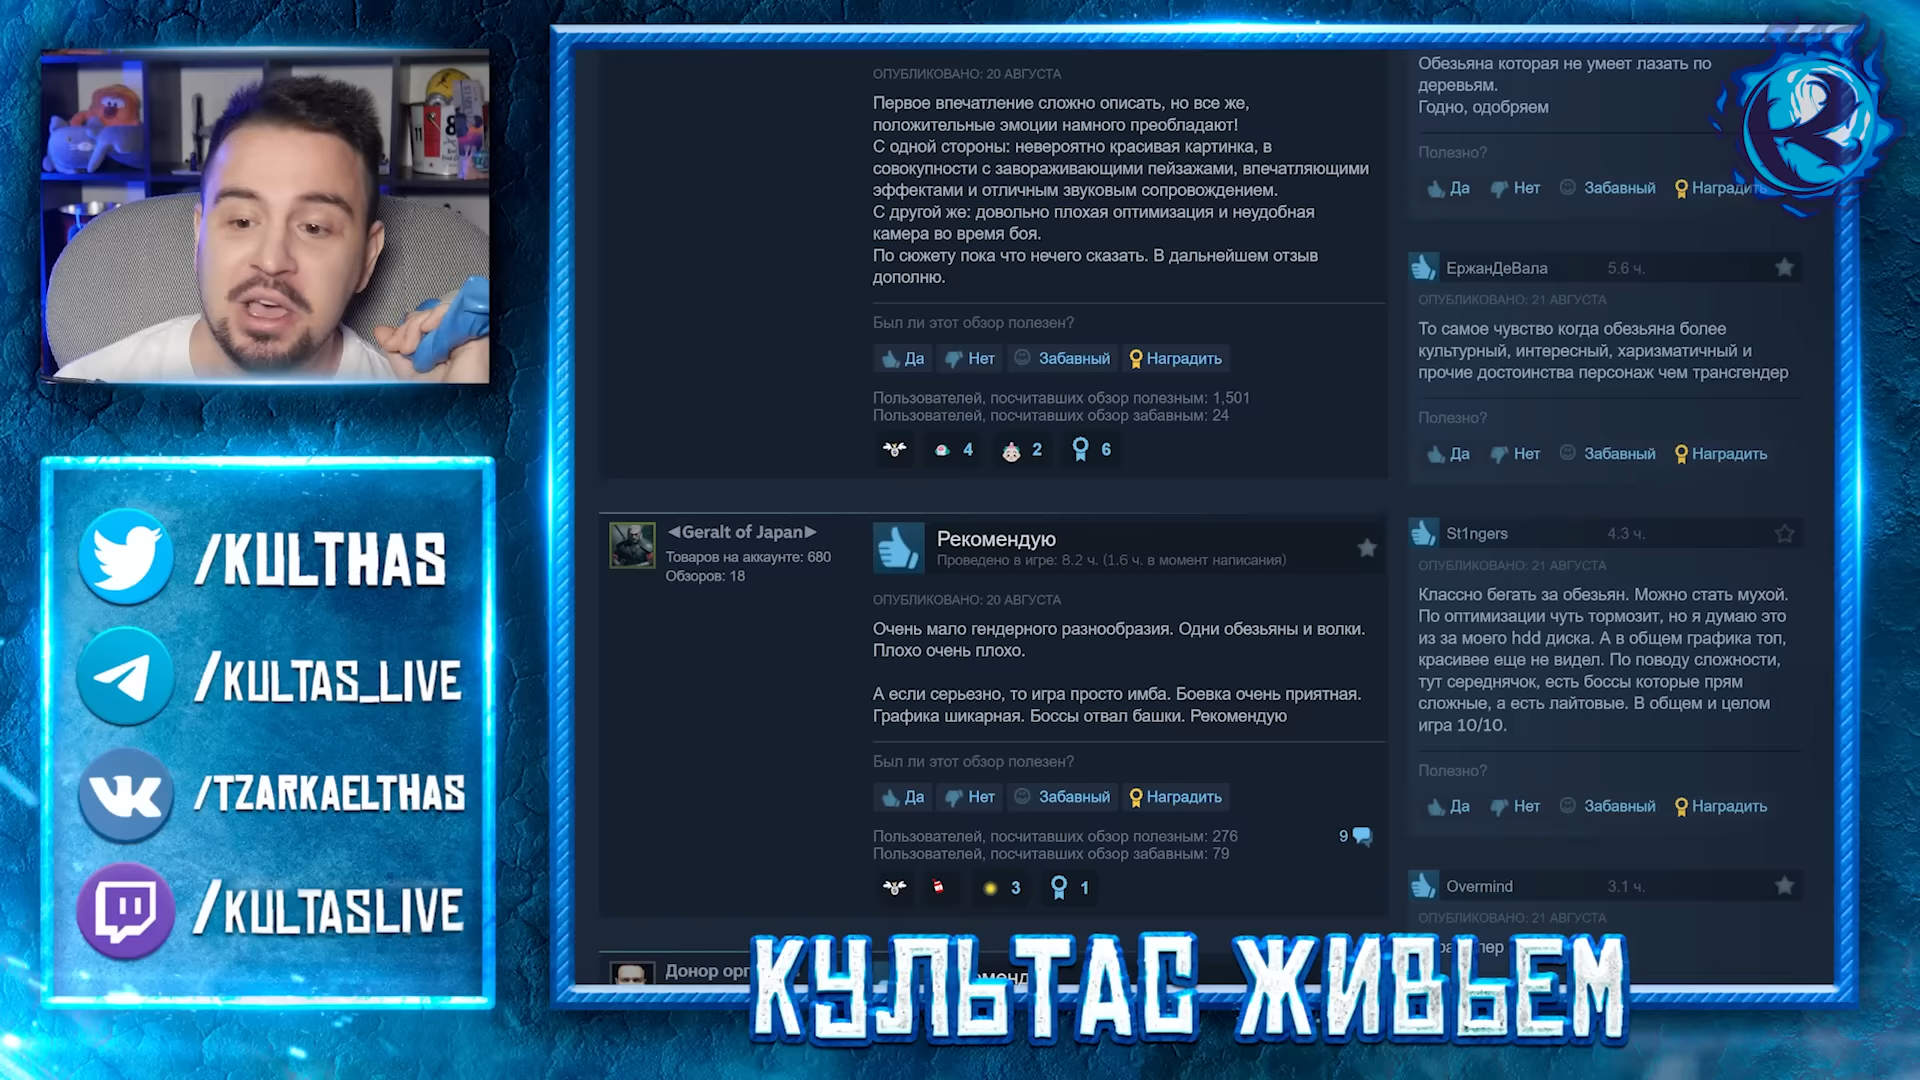 /KULTHAS
/KULTAS_LIVE
/TZARKAELTHAS
/KULTASLIVE
ОПУБЛИКОВАНО: 20 АВГУСТА
Первое впечатление сложно описать, но все же,
положительные эмоции намного преобладают!
С одной стороны: невероятно красивая картинка, в
совокупности с завораживающими пейзажами, впечатляющими
эффектами и отличным звуковым сопровождением.
С другой же: довольно плохая оптимизация и неудобная
камера во время боя.
По сюжету пока что нечего сказать. В дальнейшем отзыв
дополню.
Был ли этот обзор полезен?
Да Нет Забавный Наградить
Пользователей, посчитавших обзор полезным: 1,501
Пользователей, посчитавших обзор забавным: 24
4 2 6
◄Geralt of Japan►
Товаров на аккаунте: 680
Обзоров: 18
Рекомендую
Проведено в игре: 8.2 ч. (1.6 ч. в момент написания)
ОПУБЛИКОВАНО: 20 АВГУСТА
Очень мало гендерного разнообразия. Одни обезьяны и волки.
Плохо очень плохо.
А если серьезно, то игра просто имба. Боевка очень приятная.
Графика шикарная. Боссы отвал башки. Рекомендую
Был ли этот обзор полезен?
Да Нет Забавный Наградить
Пользователей, посчитавших обзор полезным: 276
9
Пользователей, посчитавших обзор забавным: 79
3 1
Донор
Обезьяна которая не умеет лазать по
деревьям.
Годно, одобряем
Полезно?
Да Нет Забавный Наградить
ЕржанДеВала 5.6 ч.
ОПУБЛИКОВАНО: 21 АВГУСТА
То самое чувство когда обезьяна более
культурный, интересный, харизматичный и
прочие достоинства персонаж чем трансгендер
Полезно?
Да Нет Забавный Наградить
St1ngers 4.3 ч.
ОПУБЛИКОВАНО: 21 АВГУСТА
Классно бегать за обезьян. Можно стать мухой.
По оптимизации чуть тормозит, но я думаю это
из за моего hdd диска. А в общем графика топ,
красивее еще не видел. По поводу сложности,
тут середнячок, есть боссы которые прям
сложные, а есть лайтовые. В общем и целом
игра 10/10.
Полезно?
Да Нет Забавный Наградить
Overmind 3.1 ч.
ОПУБЛИКОВАНО: 21 АВГУСТА
КУЛЬТАС ЖИВЬЕМ